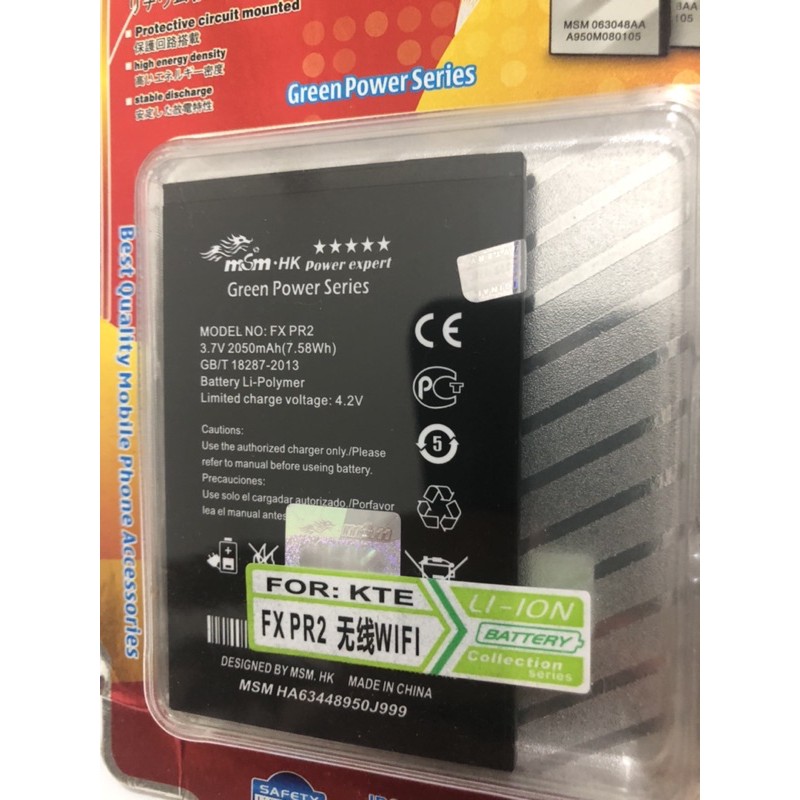 Protective circuit mounted
保護回路搭載
high energy density
高いエネルギー密度
stable discharge
安定した放電特性
MSM 063048AA
A950M080105
Green Power Series
Best Quality Mobile Phone Accessories
mSm·HK Power expert
Green Power Series
MODEL NO: FX PR2
3.7V 2050mAh(7.58Wh)
GB/T 18287-2013
Battery Li-Polymer
Limited charge voltage: 4.2V
CE
PCT
5
Cautions:
Use the authorized charger only./Please
refer to manual before useing battery.
Precauciones:
Use solo el cargadar autorizado./Porfavor
lea el manual antes
FOR: KTE
FX PR2 无线WIFI
LI-ION
BATTERY
Collection
series
DESIGNED BY MSM. HK MADE IN CHINA
MSM HA63448950J999
SAFETY